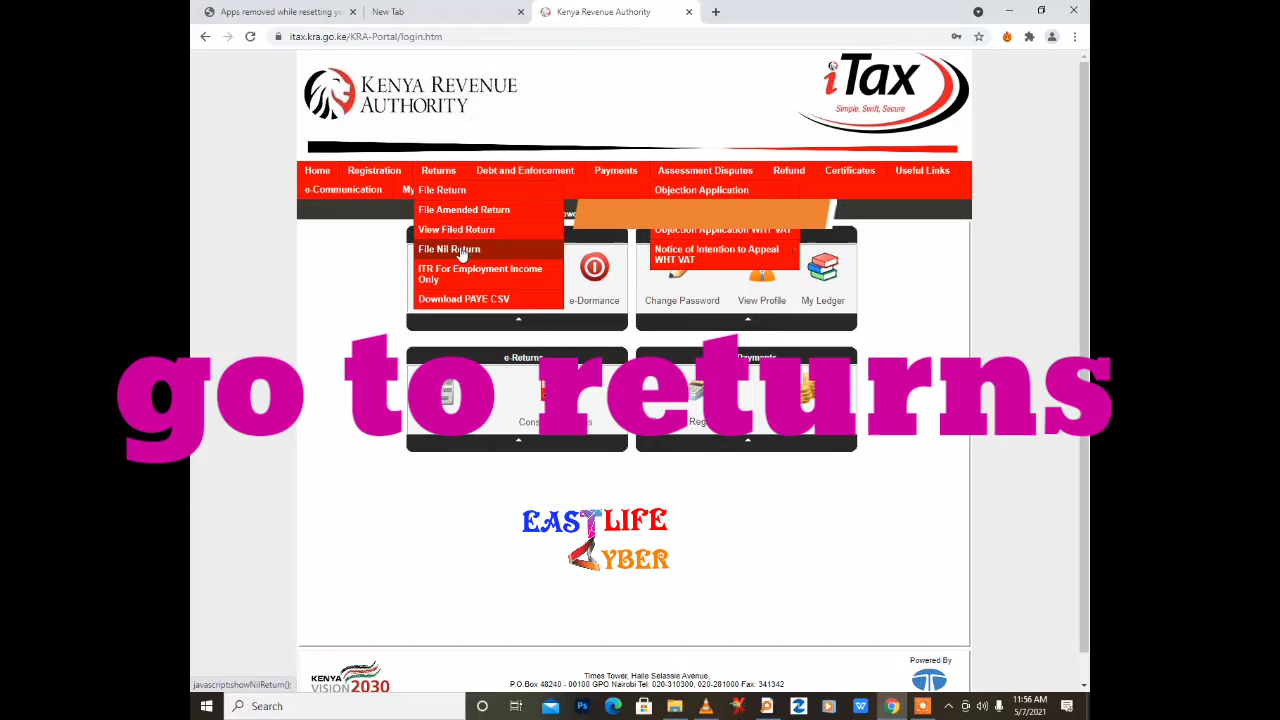 Apps removed while resetting yo
New Tab
Kenya Revenue Authority
itax.kra.go.ke/KRA-Portal/login.htm
KENYA REVENUE
AUTHORITY
iTax
Simple, Swift, Secure
Home Registration Returns Debt and Enforcement Payments Assessment Disputes Refund Certificates Useful Links
e-Communication My
File Return
File Amended Return
View Filed Return
File Nil Return
ITR For Employment Income
Only
Download PAYE CSV
Objection Application
Objection Application WHT VAT
Notice of Intention to Appeal
WHT VAT
e-Dormance
Change Password View Profile My Ledger
go to returns
e-Returns
Payments
EASTLIFE
CYBER
KENYA
VISION 2030
Times Tower, Haile Selassie Avenue,
P.O.Box 48240 - 00100 GPO Nairobi Tel: 020-310300, 020-281000 Fax: 341342
Powered By
javascript:showNilReturn();
Search
11:56 AM
5/7/2021